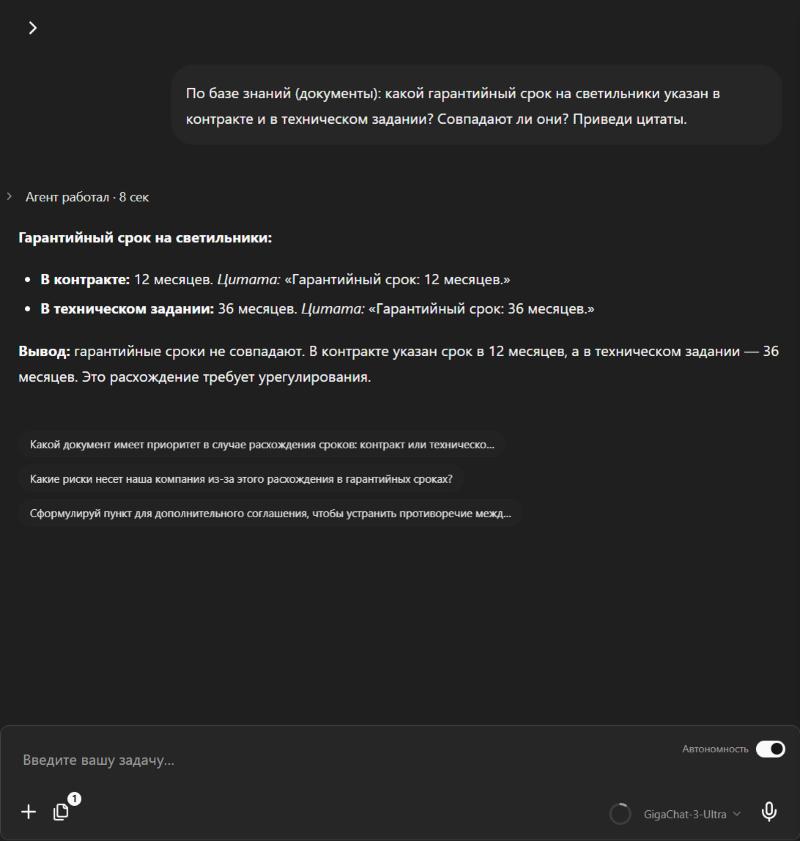 По базе знаний (документы): какой гарантийный срок на светильники указан в
контракте и в техническом задании? Совпадают ли они? Приведи цитаты.
Агент работал · 8 сек
Гарантийный срок на светильники:
• В контракте: 12 месяцев. Цитата: «Гарантийный срок: 12 месяцев.»
• В техническом задании: 36 месяцев. Цитата: «Гарантийный срок: 36 месяцев.»
Вывод: гарантийные сроки не совпадают. В контракте указан срок в 12 месяцев, а в техническом задании — 36
месяцев. Это расхождение требует урегулирования.
Какой документ имеет приоритет в случае расхождения сроков: контракт или техническо...
Какие риски несет наша компания из-за этого расхождения в гарантийных сроках?
Сформулируй пункт для дополнительного соглашения, чтобы устранить противоречие межд...
Автономность
Введите вашу задачу...
1
GigaChat-3-Ultra